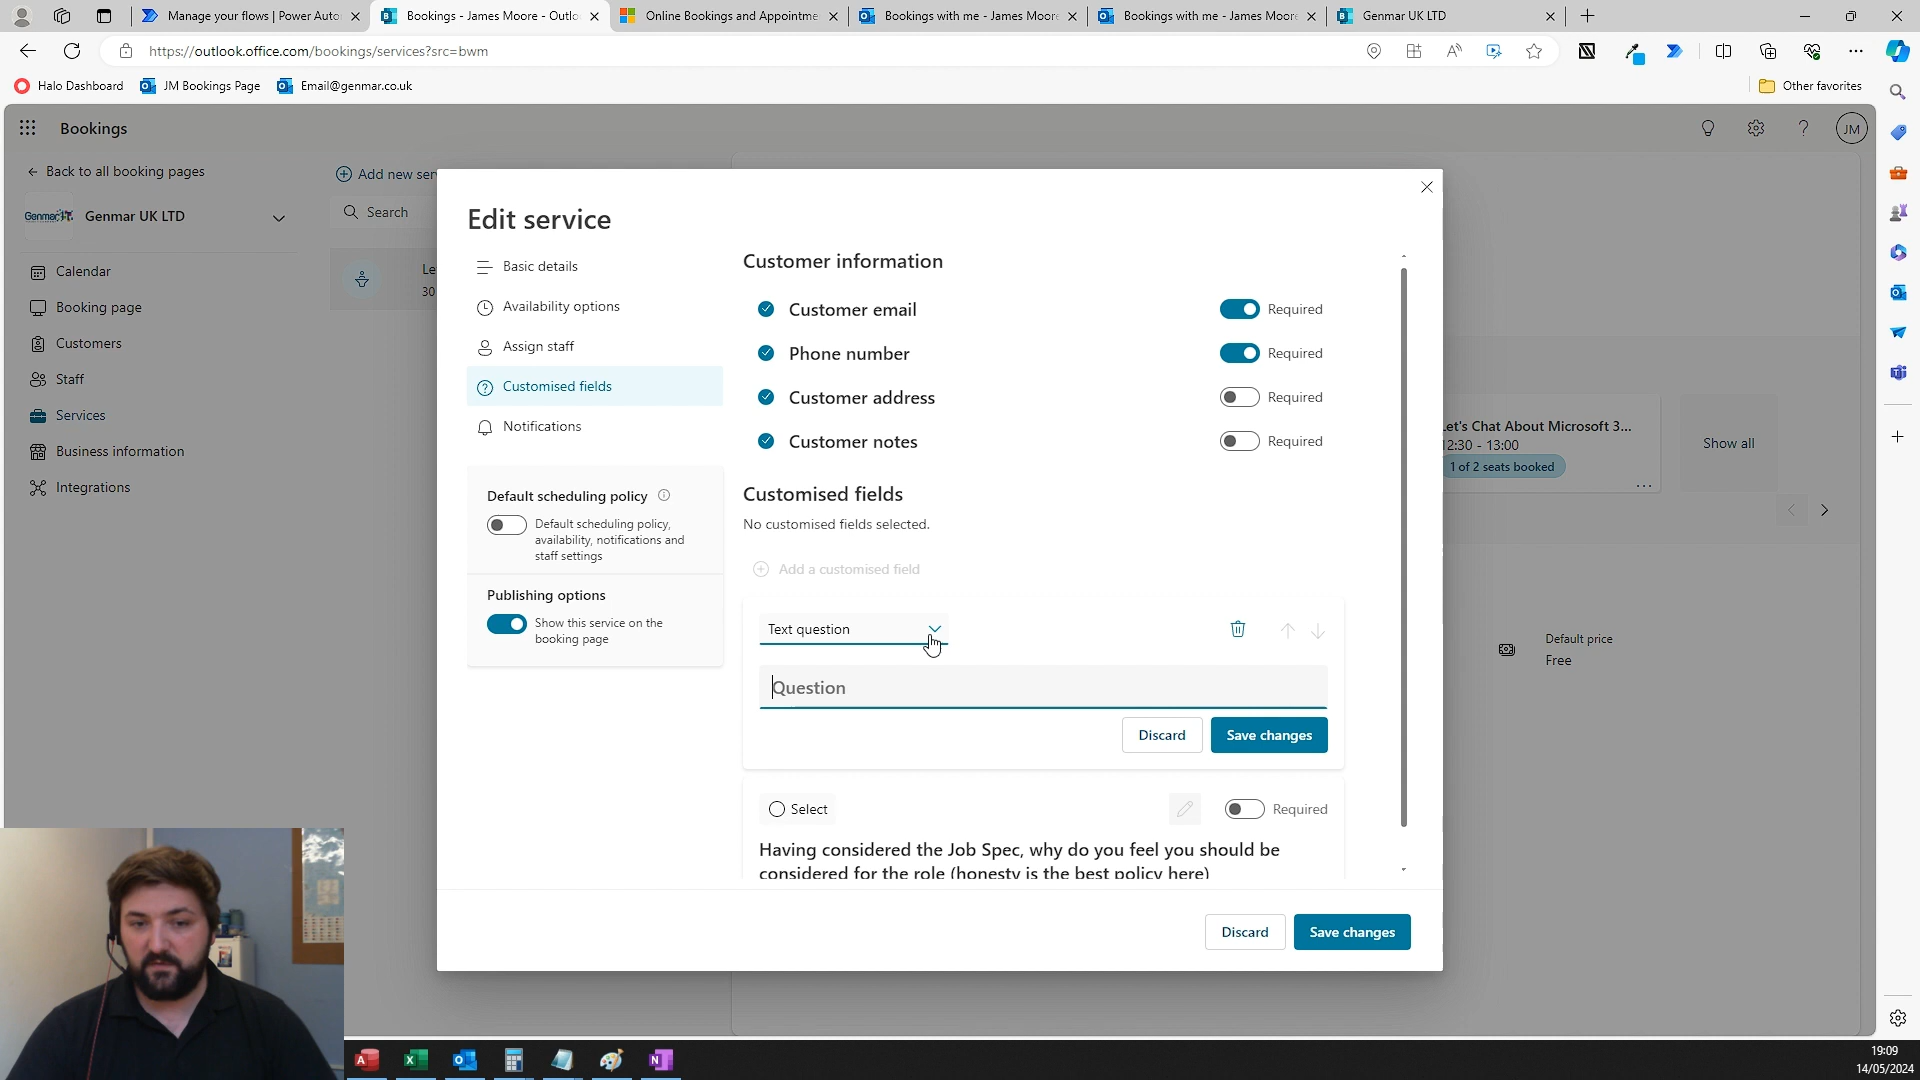 Manage your flows | Power Auto
Bookings - James Moore - Outlo
Online Bookings and Appointme
Bookings with me - James Moore
Bookings with me - James Moore
Genmar UK LTD
https://outlook.office.com/bookings/services?src=bwm
Halo Dashboard
JM Bookings Page
Email@genmar.co.uk
Other favorites
Bookings
JM
Back to all booking pages
Genmar UK LTD
Calendar
Booking page
Customers
Staff
Services
Business information
Integrations
Add new ser
Search
Le
30
Edit service
Basic details
Availability options
Assign staff
Customised fields
Notifications
Default scheduling policy
Default scheduling policy,
availability, notifications and
staff settings
Publishing options
Show this service on the
booking page
Customer information
Customer email
Required
Phone number
Required
Customer address
Required
Customer notes
Required
Customised fields
No customised fields selected.
Add a customised field
Text question
Question
Discard
Save changes
Select
Required
Having considered the Job Spec, why do you feel you should be
considered for the role (honesty is the best policy here)
Discard
Save changes
Let's Chat About Microsoft 3...
12:30 - 13:00
1 of 2 seats booked
Show all
Default price
Free
19:09
14/05/2024